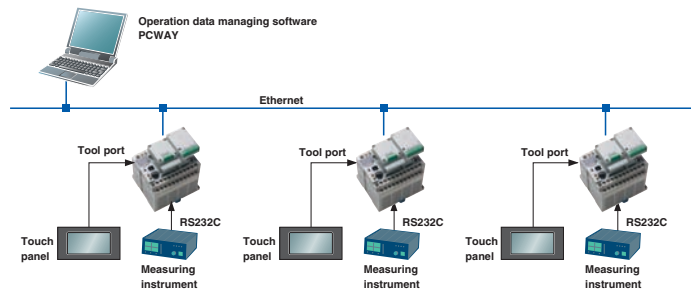 Operation data managing software
PCWAY
Ethernet
Tool port
RS232C
Touch
panel
Measuring
instrument
Tool port
RS232C
Touch
panel
Measuring
instrument
Tool port
RS232C
Touch
panel
Measuring
instrument